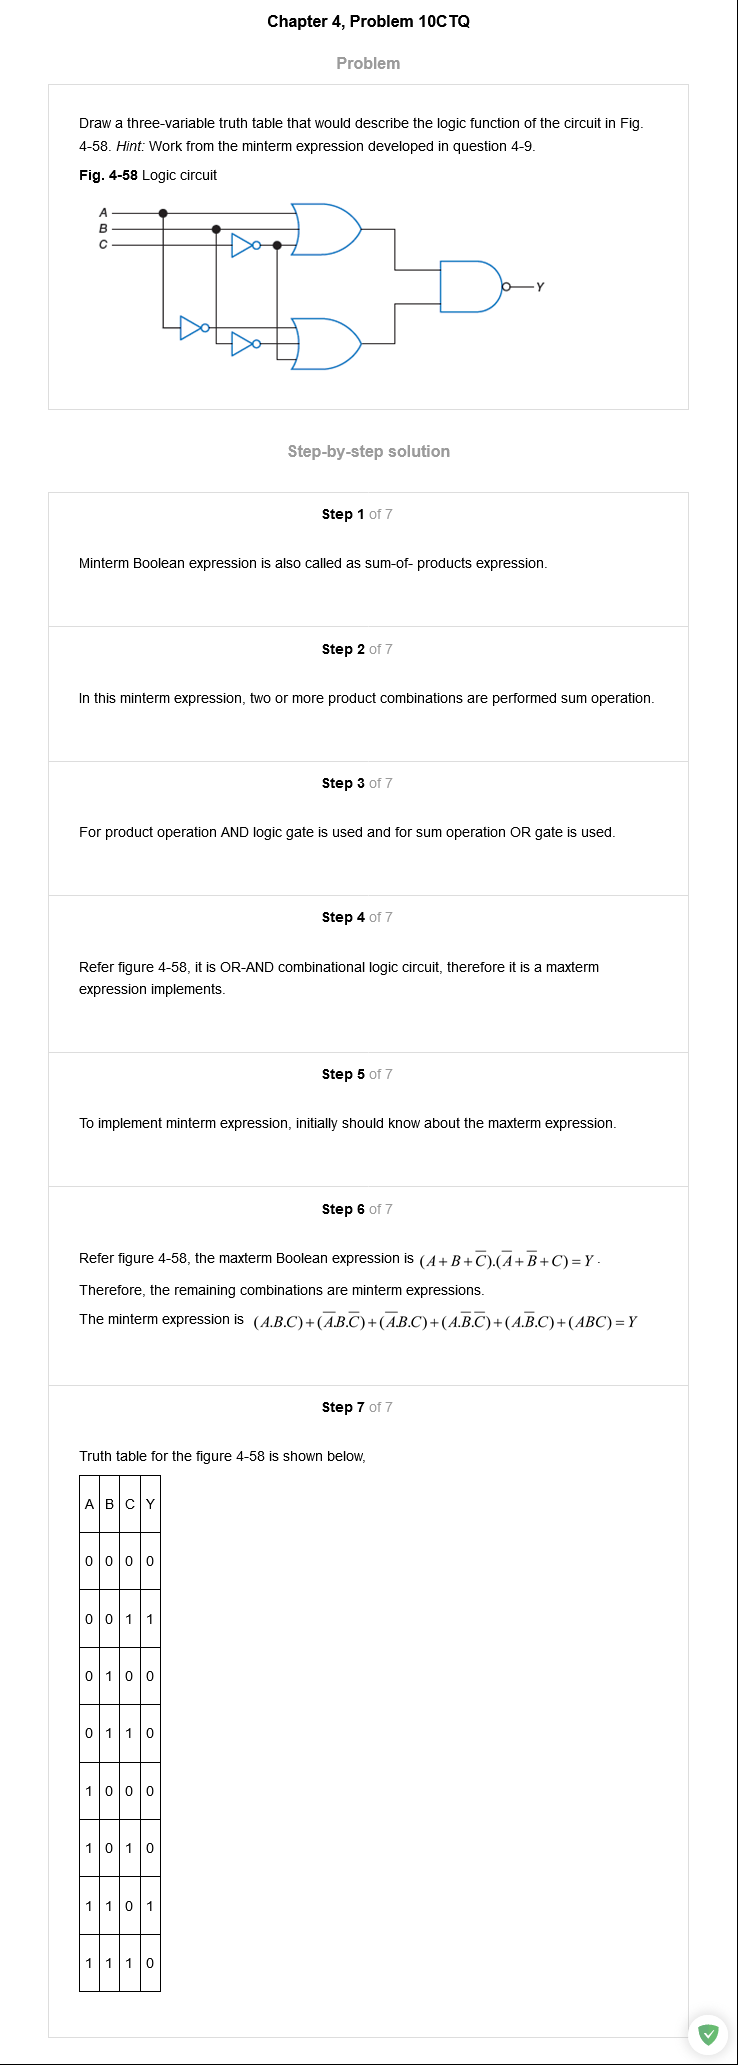 Chapter 4, Problem 10CTQ
Problem
Draw a three-variable truth table that would describe the logic function of the circuit in Fig.
4-58. Hint: Work from the minterm expression developed in question 4-9.
Fig. 4-58 Logic circuit
A
B
C
Y
Step-by-step solution
Step 1 of 7
Minterm Boolean expression is also called as sum-of- products expression.
Step 2 of 7
In this minterm expression, two or more product combinations are performed sum operation.
Step 3 of 7
For product operation AND logic gate is used and for sum operation OR gate is used.
Step 4 of 7
Refer figure 4-58, it is OR-AND combinational logic circuit, therefore it is a maxterm
expression implements.
Step 5 of 7
To implement minterm expression, initially should know about the maxterm expression.
Step 6 of 7
Refer figure 4-58, the maxterm Boolean expression is (A+B+C̅).(A̅+B̅+C)=Y .
Therefore, the remaining combinations are minterm expressions.
The minterm expression is (A.B.C)+(A̅.B.C̅)+(A̅.B.C)+(A.B̅.C̅)+(A.B̅.C)+(ABC)=Y
Step 7 of 7
Truth table for the figure 4-58 is shown below,
A B C Y
0 0 0 0
0 0 1 1
0 1 0 0
0 1 1 0
1 0 0 0
1 0 1 0
1 1 0 1
1 1 1 0